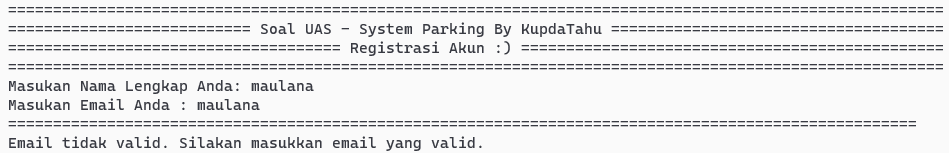 ========================================================================================================
=========================== Soal UAS - System Parking By KupdaTahu =====================================
===================================== Registrasi Akun :) ===============================================
========================================================================================================
Masukan Nama Lengkap Anda: maulana
Masukan Email Anda : maulana
=====================================================================================================
Email tidak valid. Silakan masukkan email yang valid.